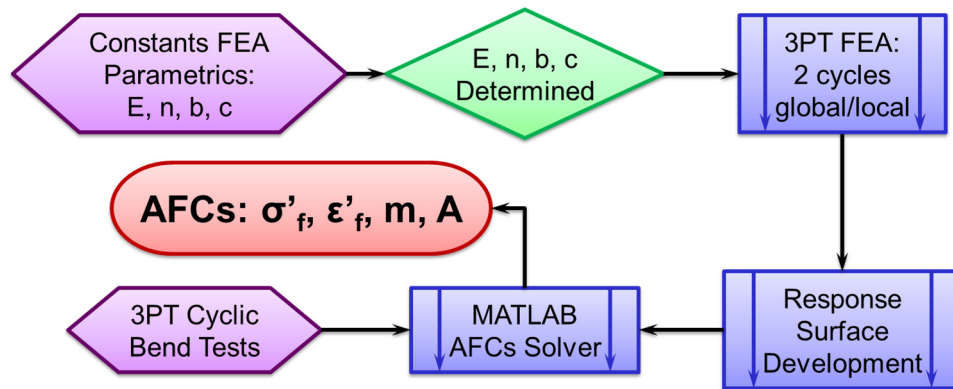 Constants FEA
Parametrics:
E, n, b, c
E, n, b, c
Determined
3PT FEA:
2 cycles
global/local
AFCs: σ'f, ε'f, m, A
3PT Cyclic
Bend Tests
MATLAB
AFCs Solver
Response
Surface
Development